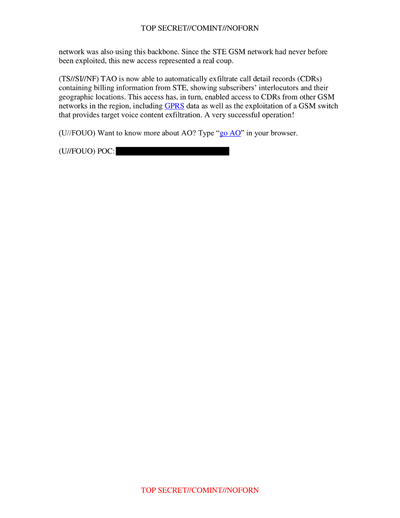 TOP SECRET//COMINT//NOFORN
network was also using this backbone. Since the STE GSM network had never before
been exploited, this new access represented a real coup.
(TS//SI//NF) TAO is now able to automatically exfiltrate call detail records (CDRs)
containing billing information from STE, showing subscribers' interlocutors and their
geographic locations. This access has, in turn, enabled access to CDRs from other GSM
networks in the region, including GPRS data as well as the exploitation of a GSM switch
that provides target voice content exfiltration. A very successful operation!
(U//FOUO) Want to know more about AO? Type “go AO” in your browser.
(U//FOUO) POC:
TOP SECRET//COMINT//NOFORN